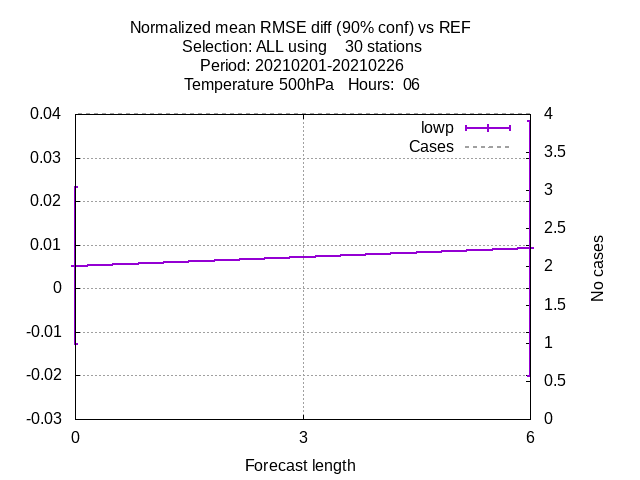 Normalized mean RMSE diff (90% conf) vs REF
Selection: ALL using    30 stations
Period: 20210201-20210226
Temperature 500hPa   Hours:  06
lowp
Cases
0.04
0.03
0.02
0.01
0
-0.01
-0.02
-0.03
4
3.5
3
2.5
2
1.5
1
0.5
0
No cases
0 3 6
Forecast length